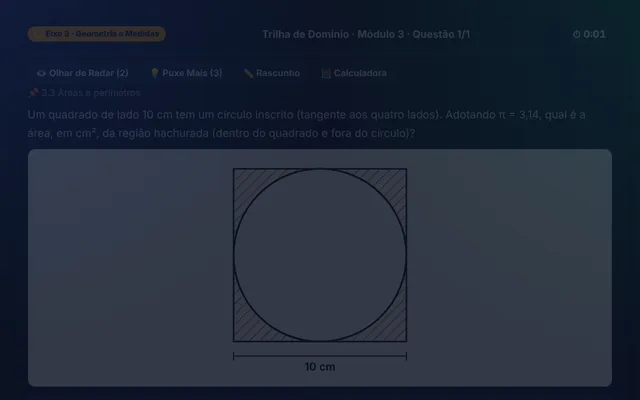 Eixo 3 · Geometria e Medidas
Trilha de Domínio · Módulo 3 · Questão 1/1
⏱ 0:01
👁 Olhar de Radar (2)
💡 Puxe Mais (3)
✏️ Rascunho
🧮 Calculadora
📌 3.3 Áreas e perímetros
Um quadrado de lado 10 cm tem um círculo inscrito (tangente aos quatro lados). Adotando π = 3,14, qual é a
área, em cm², da região hachurada (dentro do quadrado e fora do círculo)?
10 cm